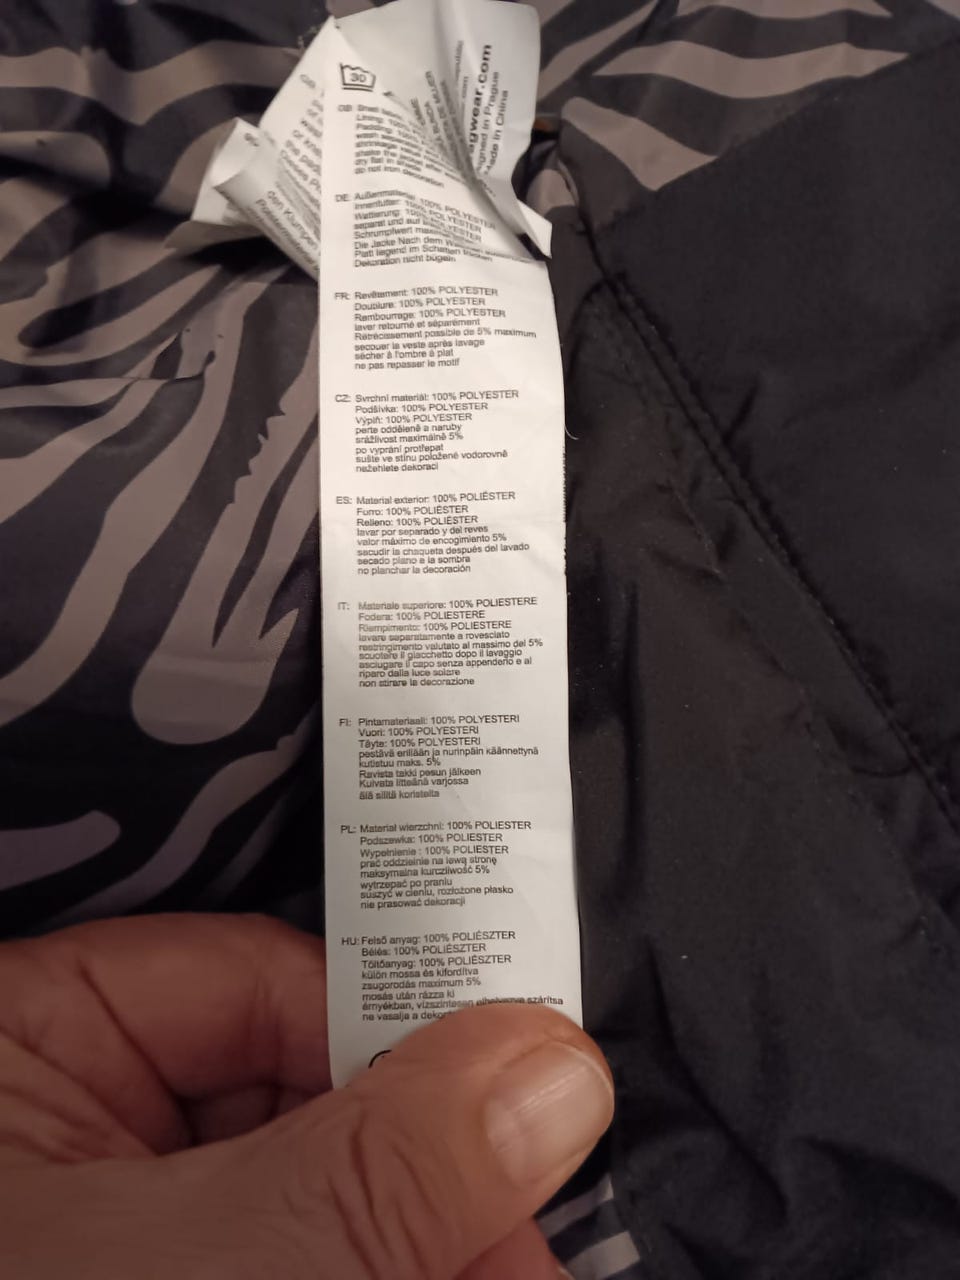 30
GB
Lining: 100%
Padding: 100%
do not iron decoration
agwear.com
in Prague
Made in China
DE: Außenmaterial: 100% POLYESTER
Innenfutter: 100% POLYESTER
Wattierung: 100% POLYESTER
separat und auf
Schrumpfwert
Die Jacke Nach dem
Platt liegend im Schatten trocken
Dekoration nicht bügeln
FR: Revêtement: 100% POLYESTER
Doublure: 100% POLYESTER
Rembourrage: 100% POLYESTER
laver retourné et séparément
Rétrécissement possible de 5% maximum
secouer la veste après lavage
sécher à l'ombre à plat
ne pas repasser le motif
CZ: Svrchní materiál: 100% POLYESTER
Podšívka: 100% POLYESTER
Výplň: 100% POLYESTER
perte odděleně a naruby
srážlivost maximálně 5%
po vyprání protřepat
sušte ve stínu položené vodorovně
nežehlete dekoraci
ES: Material exterior: 100% POLIÉSTER
Furro: 100% POLIÉSTER
Relleno: 100% POLIÉSTER
lavar por separado y del reves
valor máximo de encogimiento 5%
sacudir la chaqueta después del lavado
secado plano a la sombra
no planchar la decoración
IT: Materiale superiore: 100% POLIESTERE
Fodera: 100% POLIESTERE
Riempimento: 100% POLIESTERE
lavare separatamente a rovesciato
restringimento valutato al massimo del 5%
scuotere il giacchetto dopo il lavaggio
asciugare il capo senza appenderlo e al
riparo dalla luce solare
non stirare la decorazione
FI: Pintamateriaali: 100% POLYESTERI
Vuori: 100% POLYESTERI
Täyte: 100% POLYESTERI
pestävä erillään ja nurinpäin käännettynä
kutistuu maks. 5%
Ravista takki pesun jälkeen
Kuivata litteänä varjossa
älä silitä koristeita
PL: Materiał wierzchni: 100% POLIESTER
Podszewka: 100% POLIESTER
Wypełnienie : 100% POLIESTER
prać oddzielnie na lewą stronę
maksymalna kurczliwość 5%
wytrzepać po praniu
suszyć w cieniu, rozłożone płasko
nie prasować dekoracji
HU: Felső anyag: 100% POLIÉSZTER
Bélés: 100% POLIÉSZTER
Töltőanyag: 100% POLIÉSZTER
külön mossa és kifordítva
zsugorodás maximum 5%
mosás után rázza ki
árnyékban, vízszintesen elhelyezve szárítsa
ne vasalja a